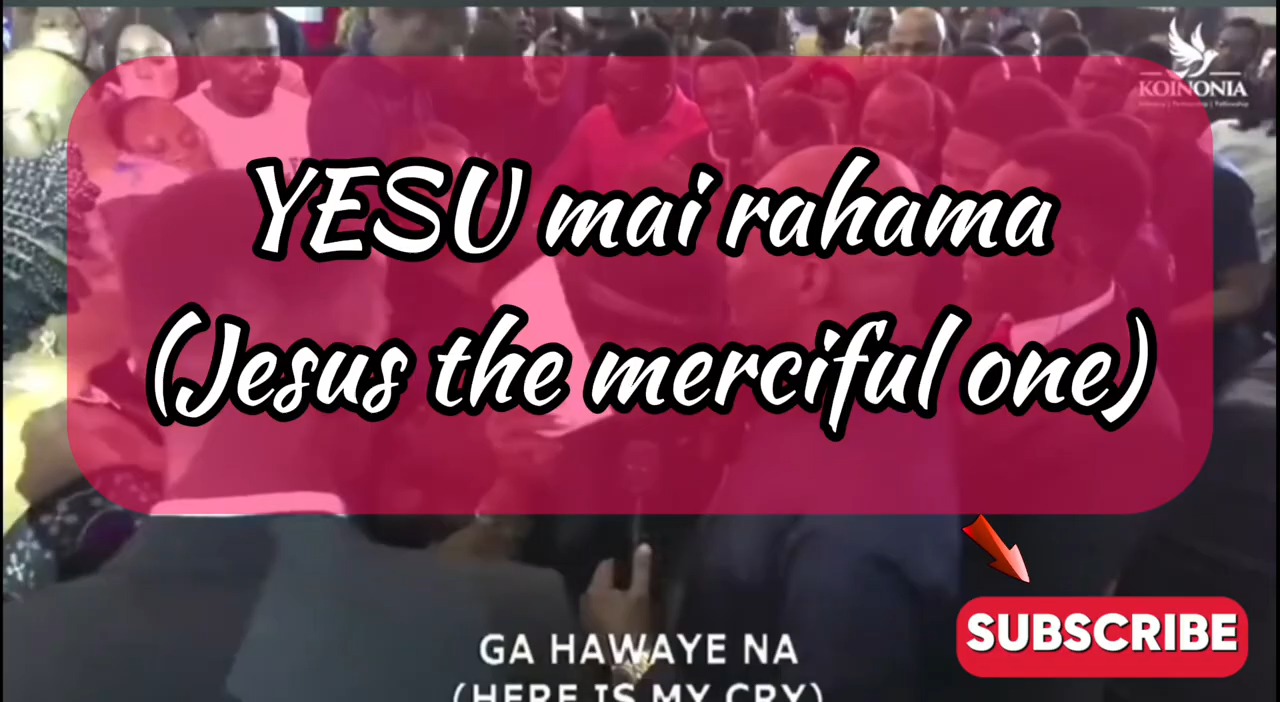 KOINONIA
YESU mai rahama
(Jesus the merciful one)
SUBSCRIBE
GA HAWAYE NA
(HERE IS MY CRY)